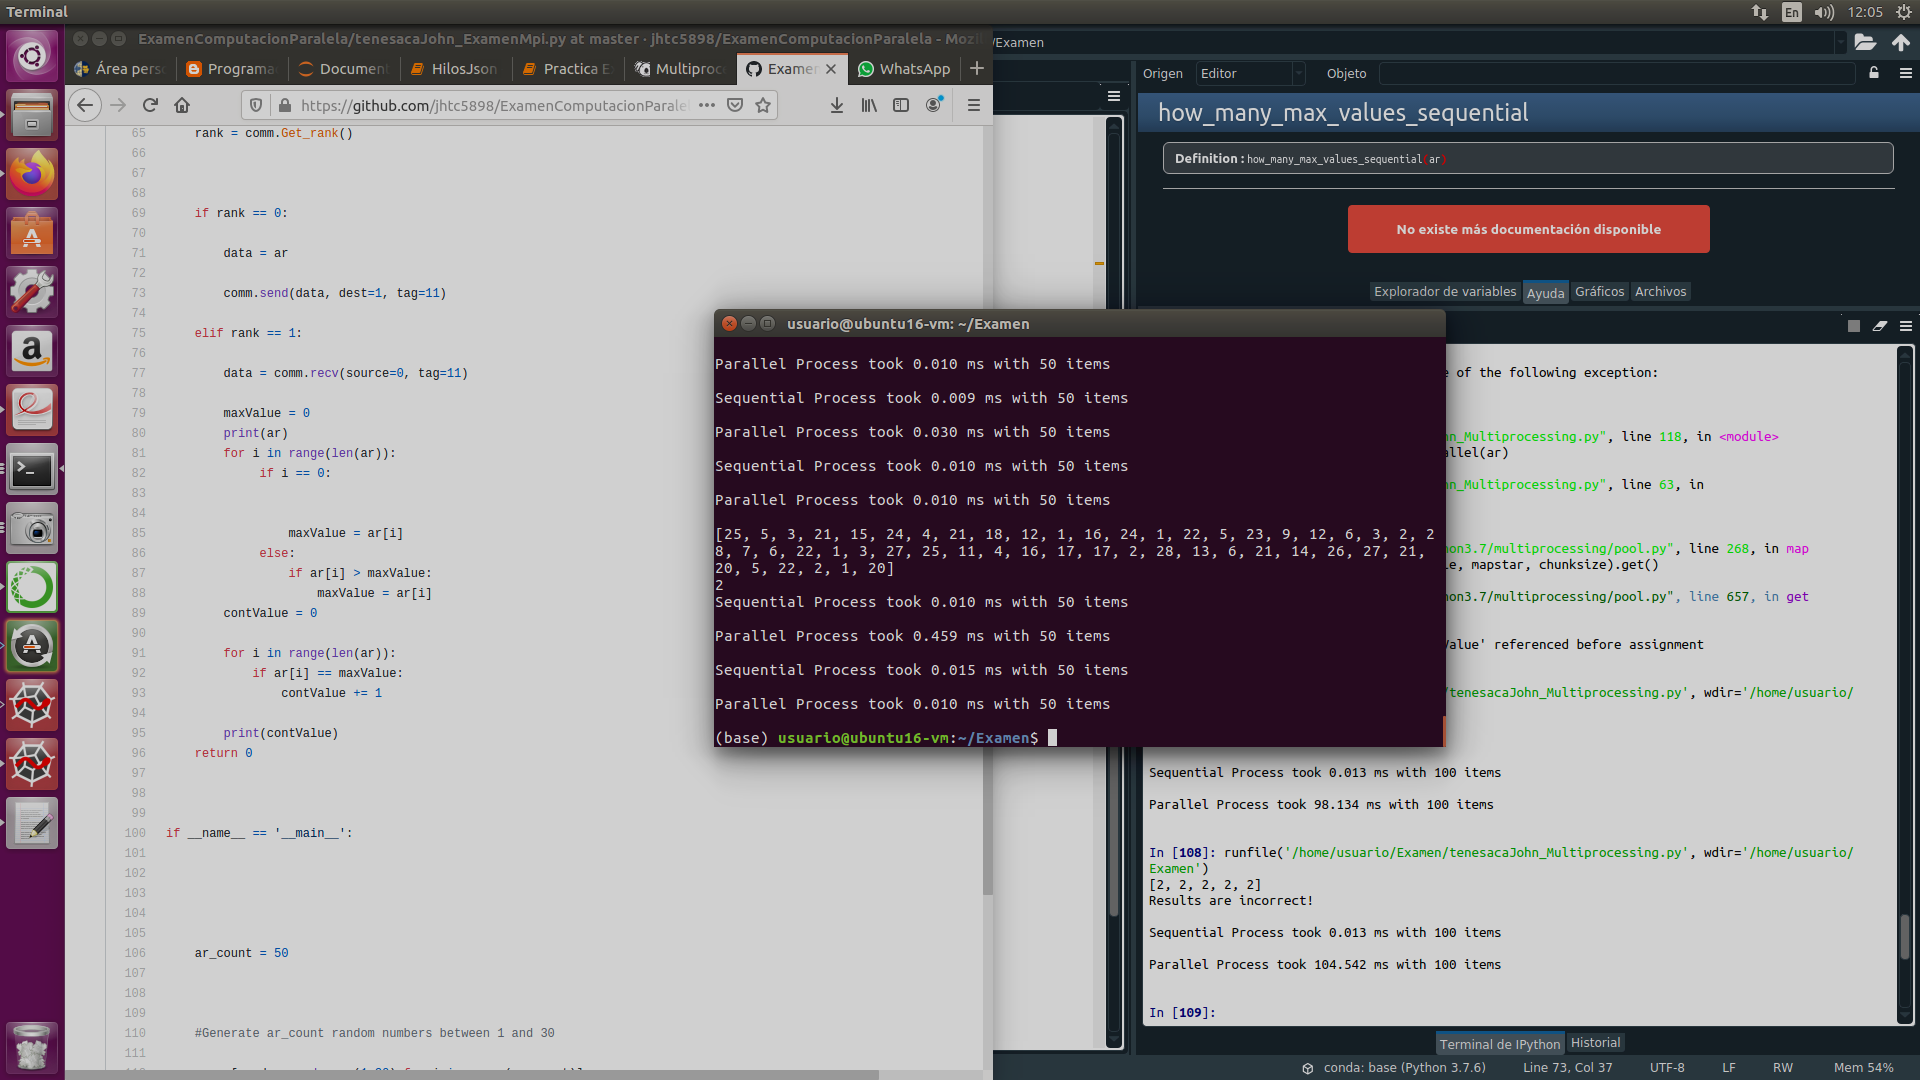 Terminal
En
12:05
ExamenComputacionParalela/tenesacaJohn_ExamenMpi.py at master · jhtc5898/ExamenComputacionParalela - Mozi
Área pers
Programa
Documen
HilosJson
Practica E
Multiproc
Examen
WhatsApp
https://github.com/jhtc5898/ExamenComputacionParale
65 rank = comm.Get_rank()
66
67
68
69 if rank == 0:
70
71 data = ar
72
73 comm.send(data, dest=1, tag=11)
74
75 elif rank == 1:
76
77 data = comm.recv(source=0, tag=11)
78
79 maxValue = 0
80 print(ar)
81 for i in range(len(ar)):
82 if i == 0:
83
84
85 maxValue = ar[i]
86 else:
87 if ar[i] > maxValue:
88 maxValue = ar[i]
89 contValue = 0
90
91 for i in range(len(ar)):
92 if ar[i] == maxValue:
93 contValue += 1
94
95 print(contValue)
96 return 0
97
98
99
100 if __name__ == '__main__':
101
102
103
104
105
106 ar_count = 50
107
108
109
110 #Generate ar_count random numbers between 1 and 30
111
usuario@ubuntu16-vm: ~/Examen
Parallel Process took 0.010 ms with 50 items
Sequential Process took 0.009 ms with 50 items
Parallel Process took 0.030 ms with 50 items
Sequential Process took 0.010 ms with 50 items
Parallel Process took 0.010 ms with 50 items
[25, 5, 3, 21, 15, 24, 4, 21, 18, 12, 1, 16, 24, 1, 22, 5, 23, 9, 12, 6, 3, 2, 2
8, 7, 6, 22, 1, 3, 27, 25, 11, 4, 16, 17, 17, 2, 28, 13, 6, 21, 14, 26, 27, 21,
20, 5, 22, 2, 1, 20]
2
Sequential Process took 0.010 ms with 50 items
Parallel Process took 0.459 ms with 50 items
Sequential Process took 0.015 ms with 50 items
Parallel Process took 0.010 ms with 50 items
(base) usuario@ubuntu16-vm:~/Examen$
/Examen
Origen
Editor
Objeto
how_many_max_values_sequential
Definition : how_many_max_values_sequential(ar)
No existe más documentación disponible
Explorador de variables
Ayuda
Gráficos
Archivos
e of the following exception:
n_Multiprocessing.py", line 118, in <module>
allel(ar)
n_Multiprocessing.py", line 63, in
on3.7/multiprocessing/pool.py", line 268, in map
e, mapstar, chunksize).get()
on3.7/multiprocessing/pool.py", line 657, in get
Value' referenced before assignment
tenesacaJohn_Multiprocessing.py', wdir='/home/usuario/
Sequential Process took 0.013 ms with 100 items
Parallel Process took 98.134 ms with 100 items
In [108]: runfile('/home/usuario/Examen/tenesacaJohn_Multiprocessing.py', wdir='/home/usuario/
Examen')
[2, 2, 2, 2, 2]
Results are incorrect!
Sequential Process took 0.013 ms with 100 items
Parallel Process took 104.542 ms with 100 items
In [109]:
Terminal de IPython
Historial
conda: base (Python 3.7.6)
Line 73, Col 37
UTF-8
LF
RW
Mem 54%